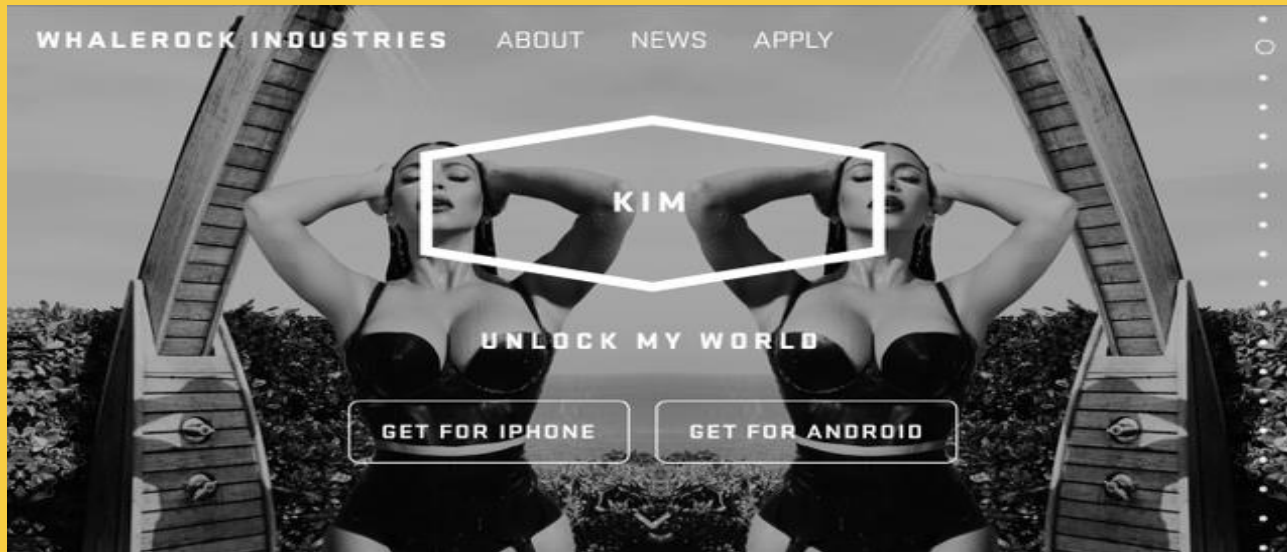 WHALEROCK INDUSTRIES ABOUT NEWS APPLY
KIM
UNLOCK MY WORLD
GET FOR IPHONE GET FOR ANDROID